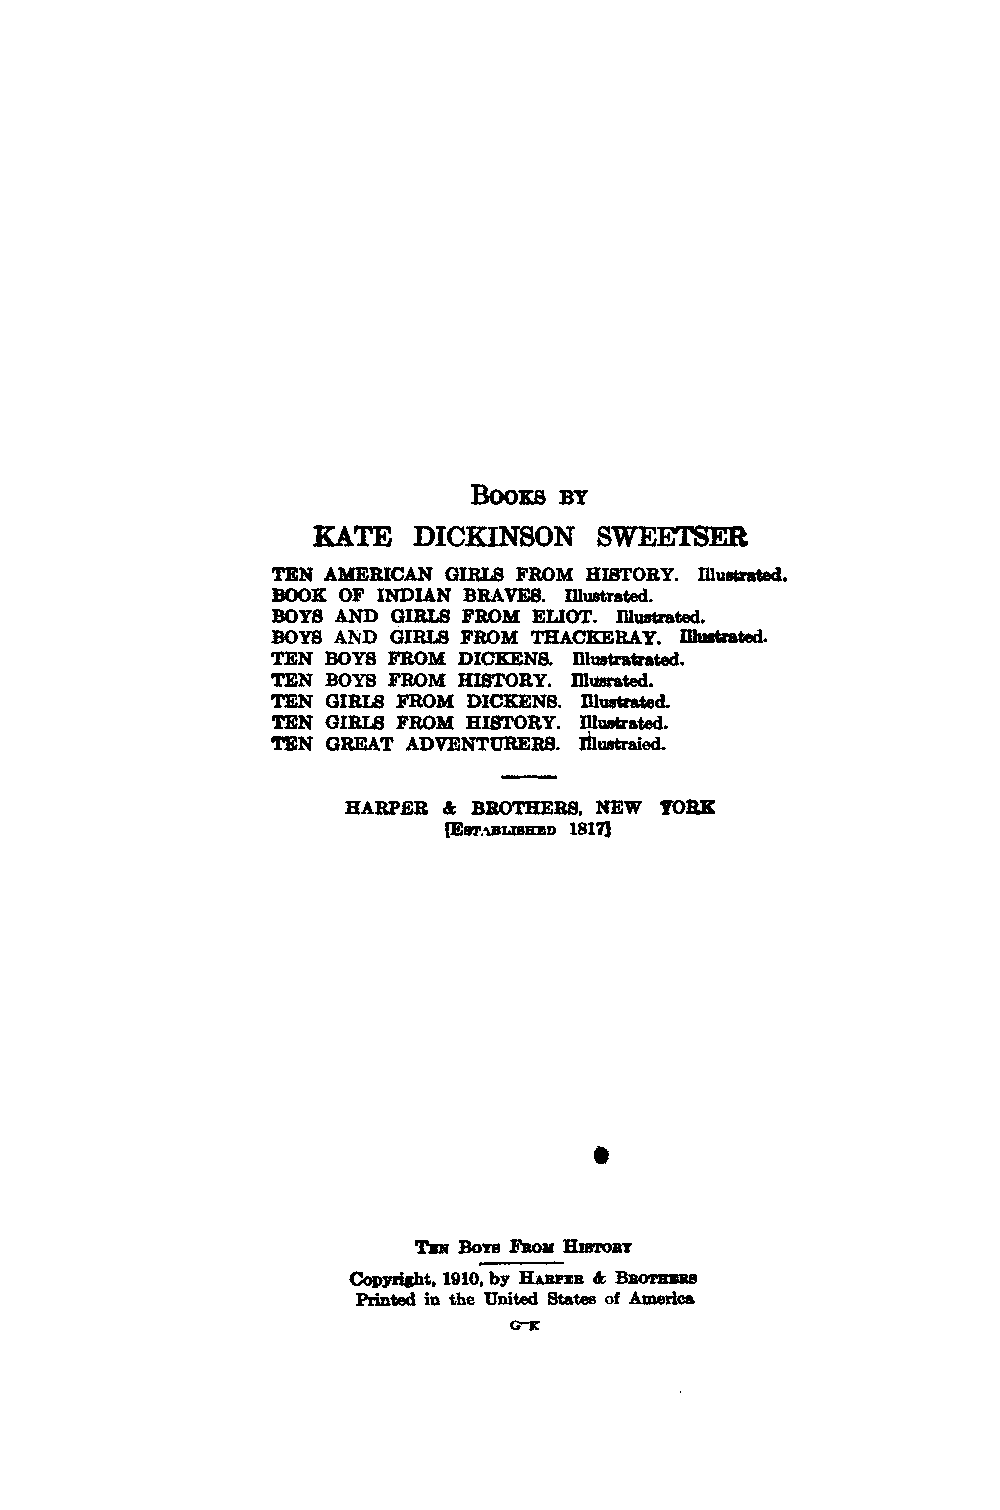 BOOKS BY
KATE DICKINSON SWEETSER
TEN AMERICAN GIRLS FROM HISTORY. Illustrated.
BOOK OF INDIAN BRAVES. Illustrated.
BOYS AND GIRLS FROM ELIOT. Illustrated.
BOYS AND GIRLS FROM THACKERAY. Illustrated.
TEN BOYS FROM DICKENS. Illustratrated.
TEN BOYS FROM HISTORY. Illusrated.
TEN GIRLS FROM DICKENS. Illustrated.
TEN GIRLS FROM HISTORY. Illustrated.
TEN GREAT ADVENTURERS. Illustraied.
HARPER & BROTHERS, NEW YORK
[ESTABLISHED 1817]
TEN BOYS FROM HISTORY
Copyright, 1910, by HARPER & BROTHERS
Printed in the United States of America
G-K